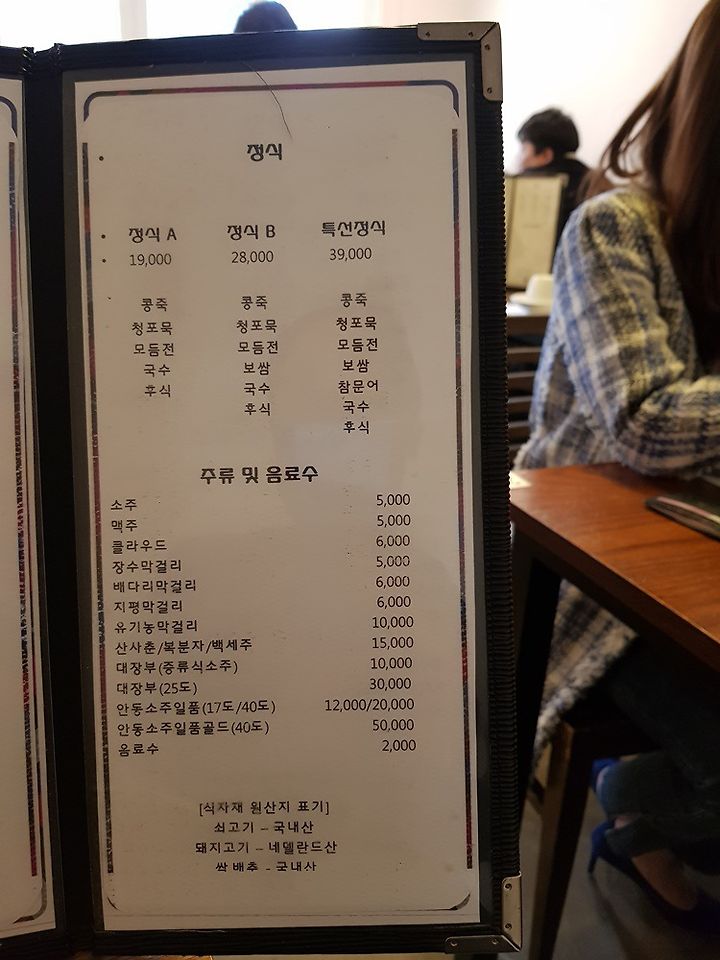 정식
정식 A 정식 B 특선정식
19,000 28,000 39,000
콩죽 콩죽 콩죽
청포묵 청포묵 청포묵
모듬전 모듬전 모듬전
국수 보쌈 보쌈
후식 국수 참문어
후식 국수
후식
주류 및 음료수
소주 5,000
맥주 5,000
클라우드 6,000
장수막걸리 5,000
배다리막걸리 6,000
지평막걸리 6,000
유기농막걸리 10,000
산사춘/복분자/백세주 15,000
대장부(증류식소주) 10,000
대장부(25도) 30,000
안동소주일품(17도/40도) 12,000/20,000
안동소주일품골드(40도) 50,000
음료수 2,000
[식자재 원산지 표기]
쇠고기 – 국내산
돼지고기 – 네델란드산
쌀,배추 - 국내산